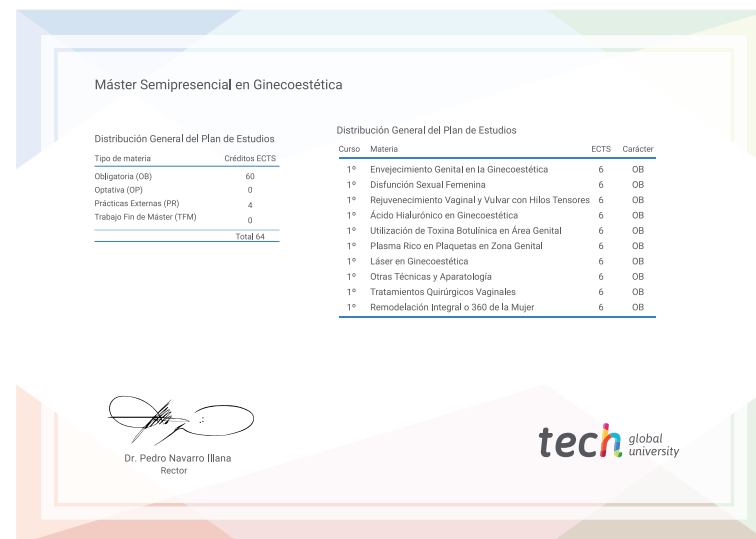 Máster Semipresencial en Ginecoestética
Distribución General del Plan de Estudios
Tipo de materia Créditos ECTS
Obligatoria (OB) 60
Optativa (OP) 0
Prácticas Externas (PR) 4
Trabajo Fin de Máster (TFM) 0
Total 64
Distribución General del Plan de Estudios
Curso Materia ECTS Carácter
1º Envejecimiento Genital en la Ginecoestética 6 OB
1º Disfunción Sexual Femenina 6 OB
1º Rejuvenecimiento Vaginal y Vulvar con Hilos Tensores 6 OB
1º Ácido Hialurónico en Ginecoestética 6 OB
1º Utilización de Toxina Botulínica en Área Genital 6 OB
1º Plasma Rico en Plaquetas en Zona Genital 6 OB
1º Láser en Ginecoestética 6 OB
1º Otras Técnicas y Aparatología 6 OB
1º Tratamientos Quirúrgicos Vaginales 6 OB
1º Remodelación Integral o 360 de la Mujer 6 OB
Dr. Pedro Navarro Illana
Rector
tech global
university